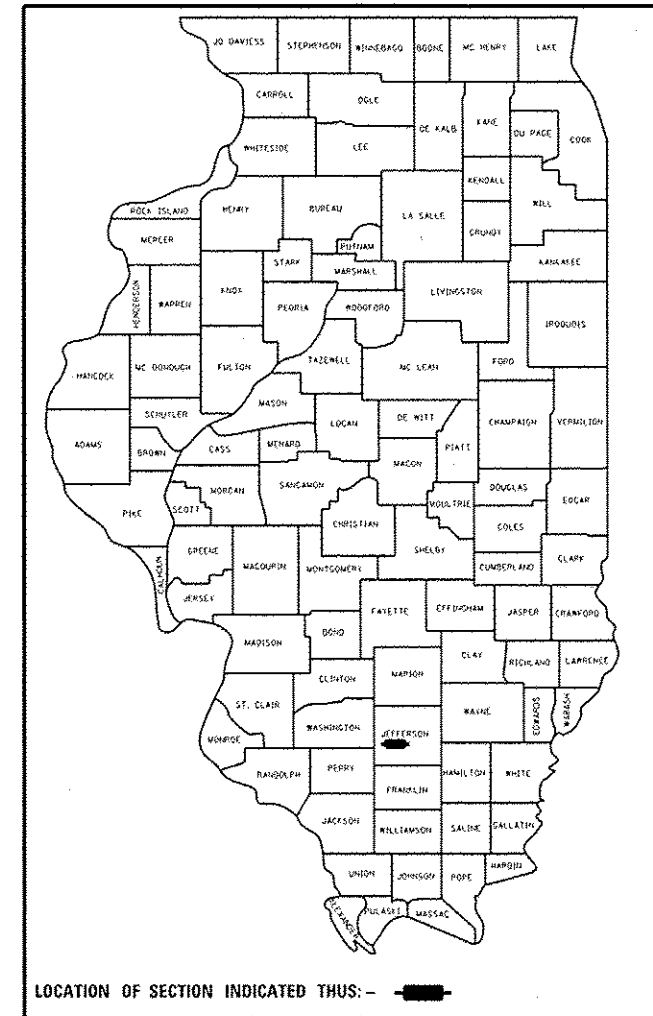 JO DAVIESS STEPHENSON WINNEBAGO BOONE MC HENRY LAKE
CARROLL OGLE DE KALB KANE DU PAGE COOK
WHITESIDE LEE KENDALL WILL
ROCK ISLAND HENRY BUREAU LA SALLE GRUNDY
MERCER PUTNAM KANKAKEE
HENDERSON WARREN KNOX STARK MARSHALL LIVINGSTON
PEORIA WOODFORD IROQUOIS
HANCOCK MC DONOUGH FULTON TAZEWELL MC LEAN FORD
SCHUYLER MASON LOGAN DE WITT CHAMPAIGN VERMILION
ADAMS BROWN CASS MENARD MACON PIATT
PIKE SCOTT MORGAN SANGAMON CHRISTIAN MOULTRIE DOUGLAS EDGAR
COLES
CALHOUN GREENE MACOUPIN MONTGOMERY SHELBY CUMBERLAND CLARK
JERSEY FAYETTE EFFINGHAM JASPER CRAWFORD
MADISON BOND
CLINTON MARION CLAY RICHLAND LAWRENCE
ST. CLAIR WASHINGTON JEFFERSON WAYNE EDWARDS WABASH
MONROE
RANDOLPH PERRY FRANKLIN HAMILTON WHITE
JACKSON WILLIAMSON SALINE GALLATIN
UNION JOHNSON POPE HARDIN
ALEXANDER PULASKI MASSAC
LOCATION OF SECTION INDICATED THUS: -